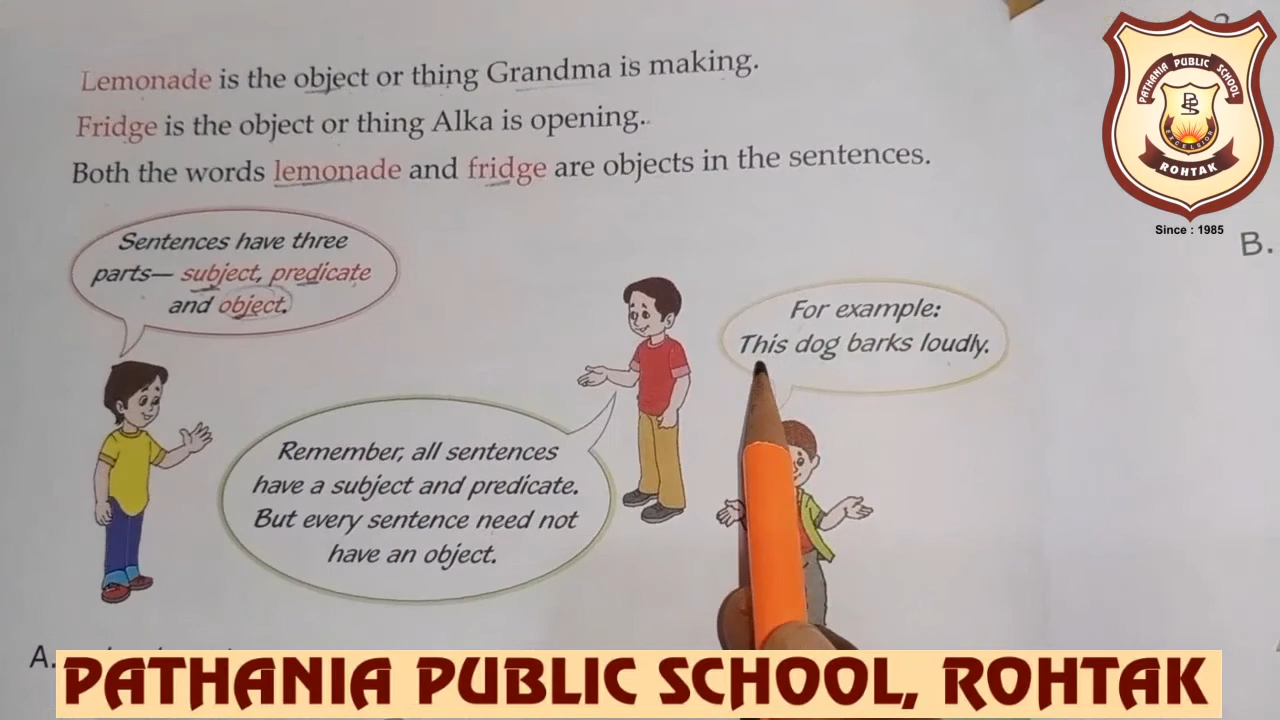 Lemonade is the object or thing Grandma is making.
Fridge is the object or thing Alka is opening.
Both the words lemonade and fridge are objects in the sentences.
Sentences have three
parts— subject, predicate
and object.
For example:
This dog barks loudly.
Remember, all sentences
have a subject and predicate.
But every sentence need not
have an object.
A.
B.
PATHANIA PUBLIC SCHOOL
PS
EXCELSIOR
ROHTAK
Since : 1985
PATHANIA PUBLIC SCHOOL, ROHTAK